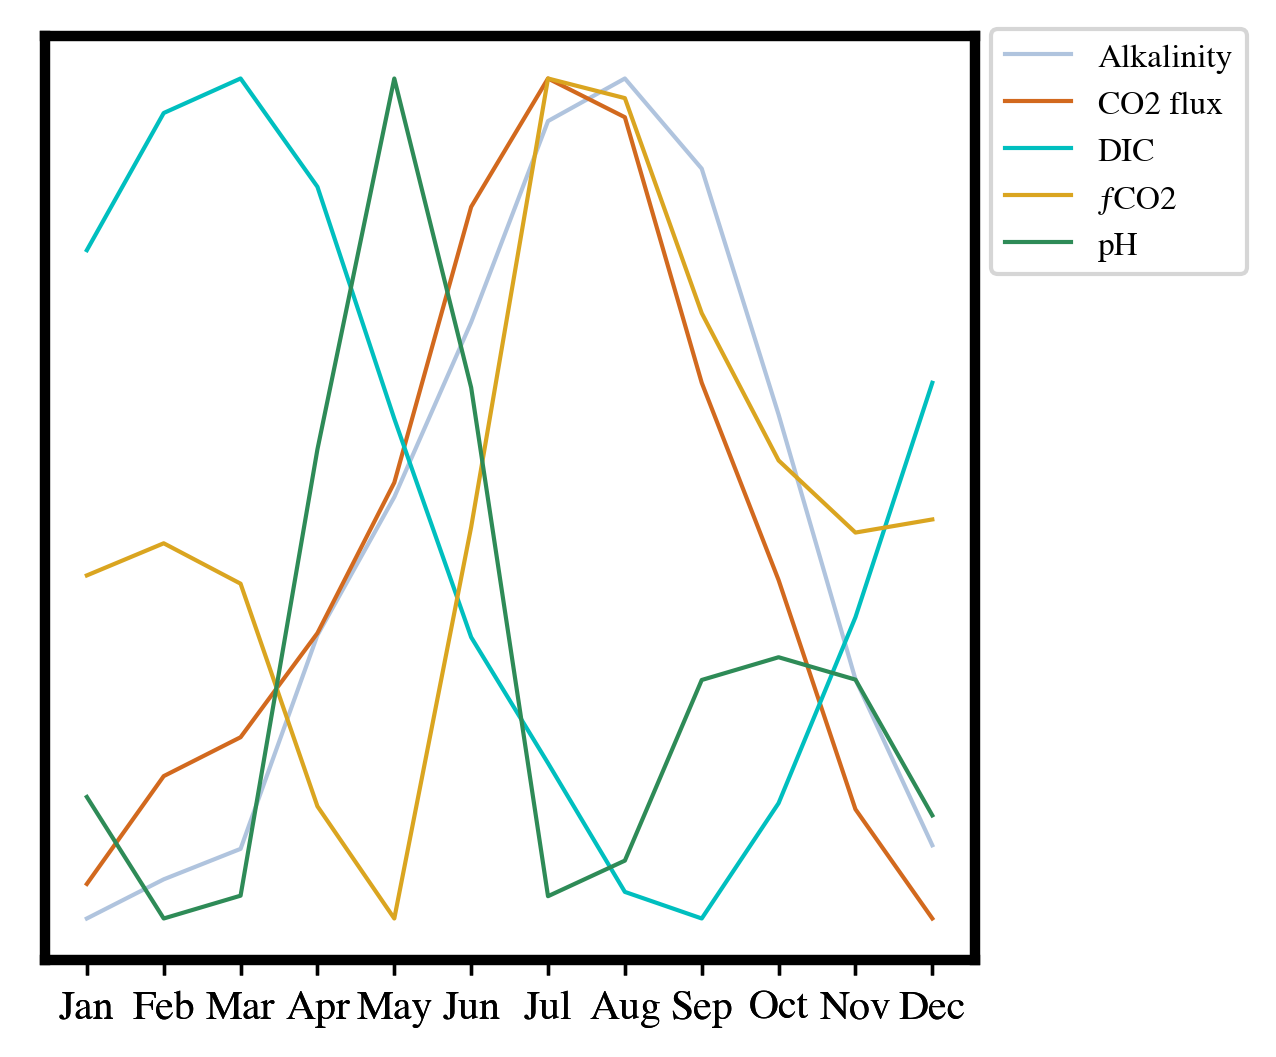 Alkalinity
CO2 flux
DIC
ƒCO2
pH
Jan Feb Mar Apr May Jun Jul Aug Sep Oct Nov Dec